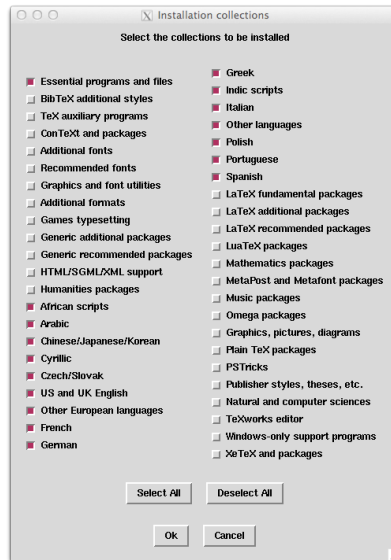 Installation collections
Select the collections to be installed
Essential programs and files
BibTeX additional styles
TeX auxiliary programs
ConTeXt and packages
Additional fonts
Recommended fonts
Graphics and font utilities
Additional formats
Games typesetting
Generic additional packages
Generic recommended packages
HTML/SGML/XML support
Humanities packages
African scripts
Arabic
Chinese/Japanese/Korean
Cyrillic
Czech/Slovak
US and UK English
Other European languages
French
German
Greek
Indic scripts
Italian
Other languages
Polish
Portuguese
Spanish
LaTeX fundamental packages
LaTeX additional packages
LaTeX recommended packages
LuaTeX packages
Mathematics packages
MetaPost and Metafont packages
Music packages
Omega packages
Graphics, pictures, diagrams
Plain TeX packages
PSTricks
Publisher styles, theses, etc.
Natural and computer sciences
TeXworks editor
Windows-only support programs
XeTeX and packages
Select All
Deselect All
Ok
Cancel